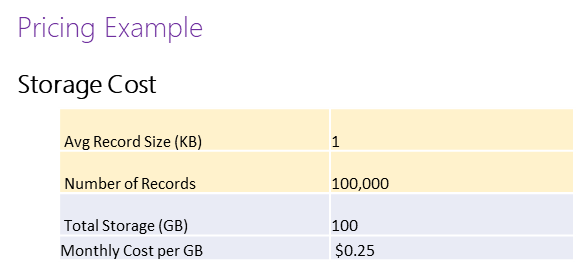 Pricing Example
Storage Cost
Avg Record Size (KB) 1
Number of Records 100,000
Total Storage (GB) 100
Monthly Cost per GB $0.25